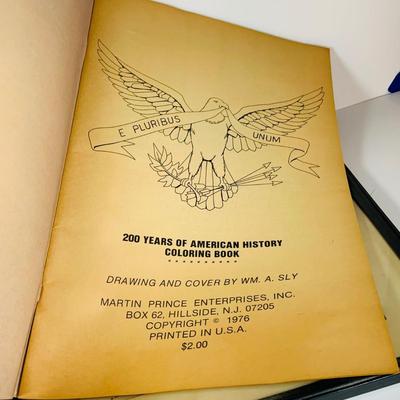 E PLURIBUS UNUM
200 YEARS OF AMERICAN HISTORY
COLORING BOOK
* * * * * * * * * *
DRAWING AND COVER BY WM. A. SLY
MARTIN PRINCE ENTERPRISES, INC.
BOX 62, HILLSIDE, N.J. 07205
COPYRIGHT © 1976
PRINTED IN U.S.A.
$2.00